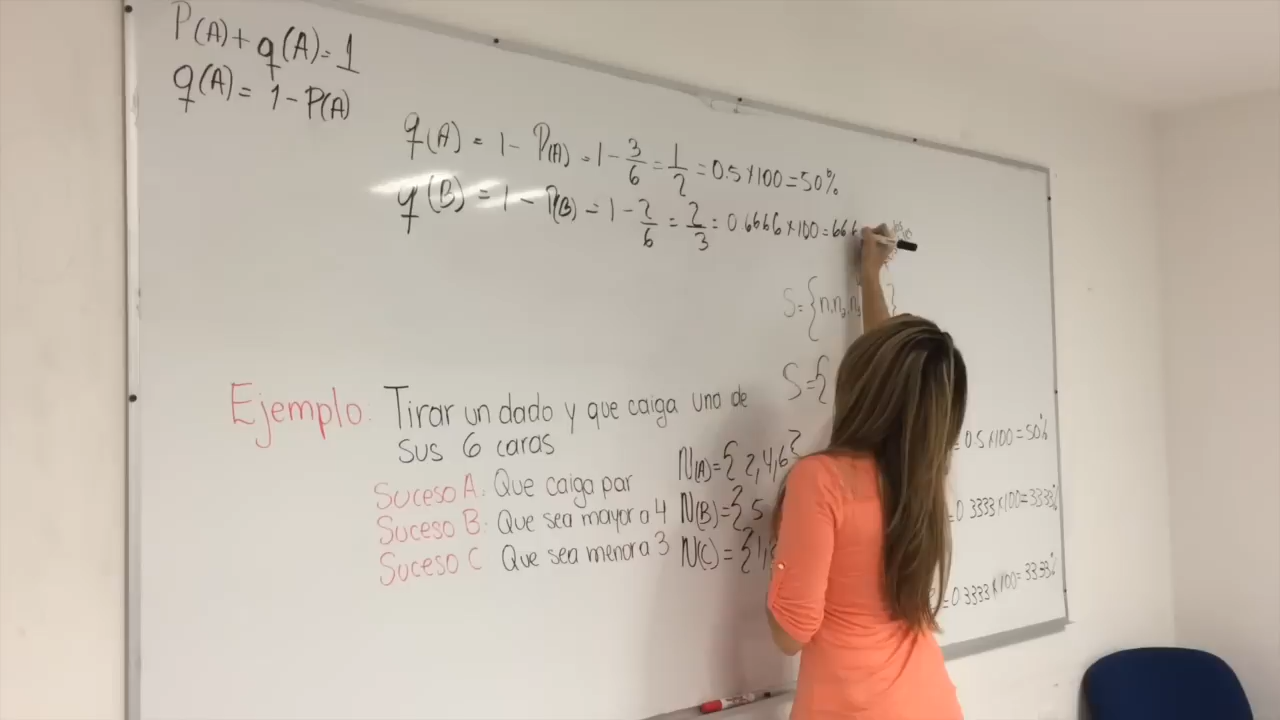 P(A)+ q(A)=1
q(A)= 1-P(A)
q(A) = 1- P(A) = 1- 3/6 = 1/2 = 0.5 x 100 = 50%
q(B) = 1 - P(B) = 1 - 2/6 = 2/3 = 0.6666 x 100 = 666
S={n,n2,n3 }
S={
Ejemplo: Tirar un dado y que caiga una de
sus 6 caras
Suceso A: Que caiga par N(A)={2,4,6}
Suceso B: Que sea mayor a 4 N(B)={5
Suceso C Que sea menor a 3 N(C)={1,
= 0.5 x 100 = 50%
= 0.3333 x 100 = 33.33%
= 0.3333 x 100 = 33.33%